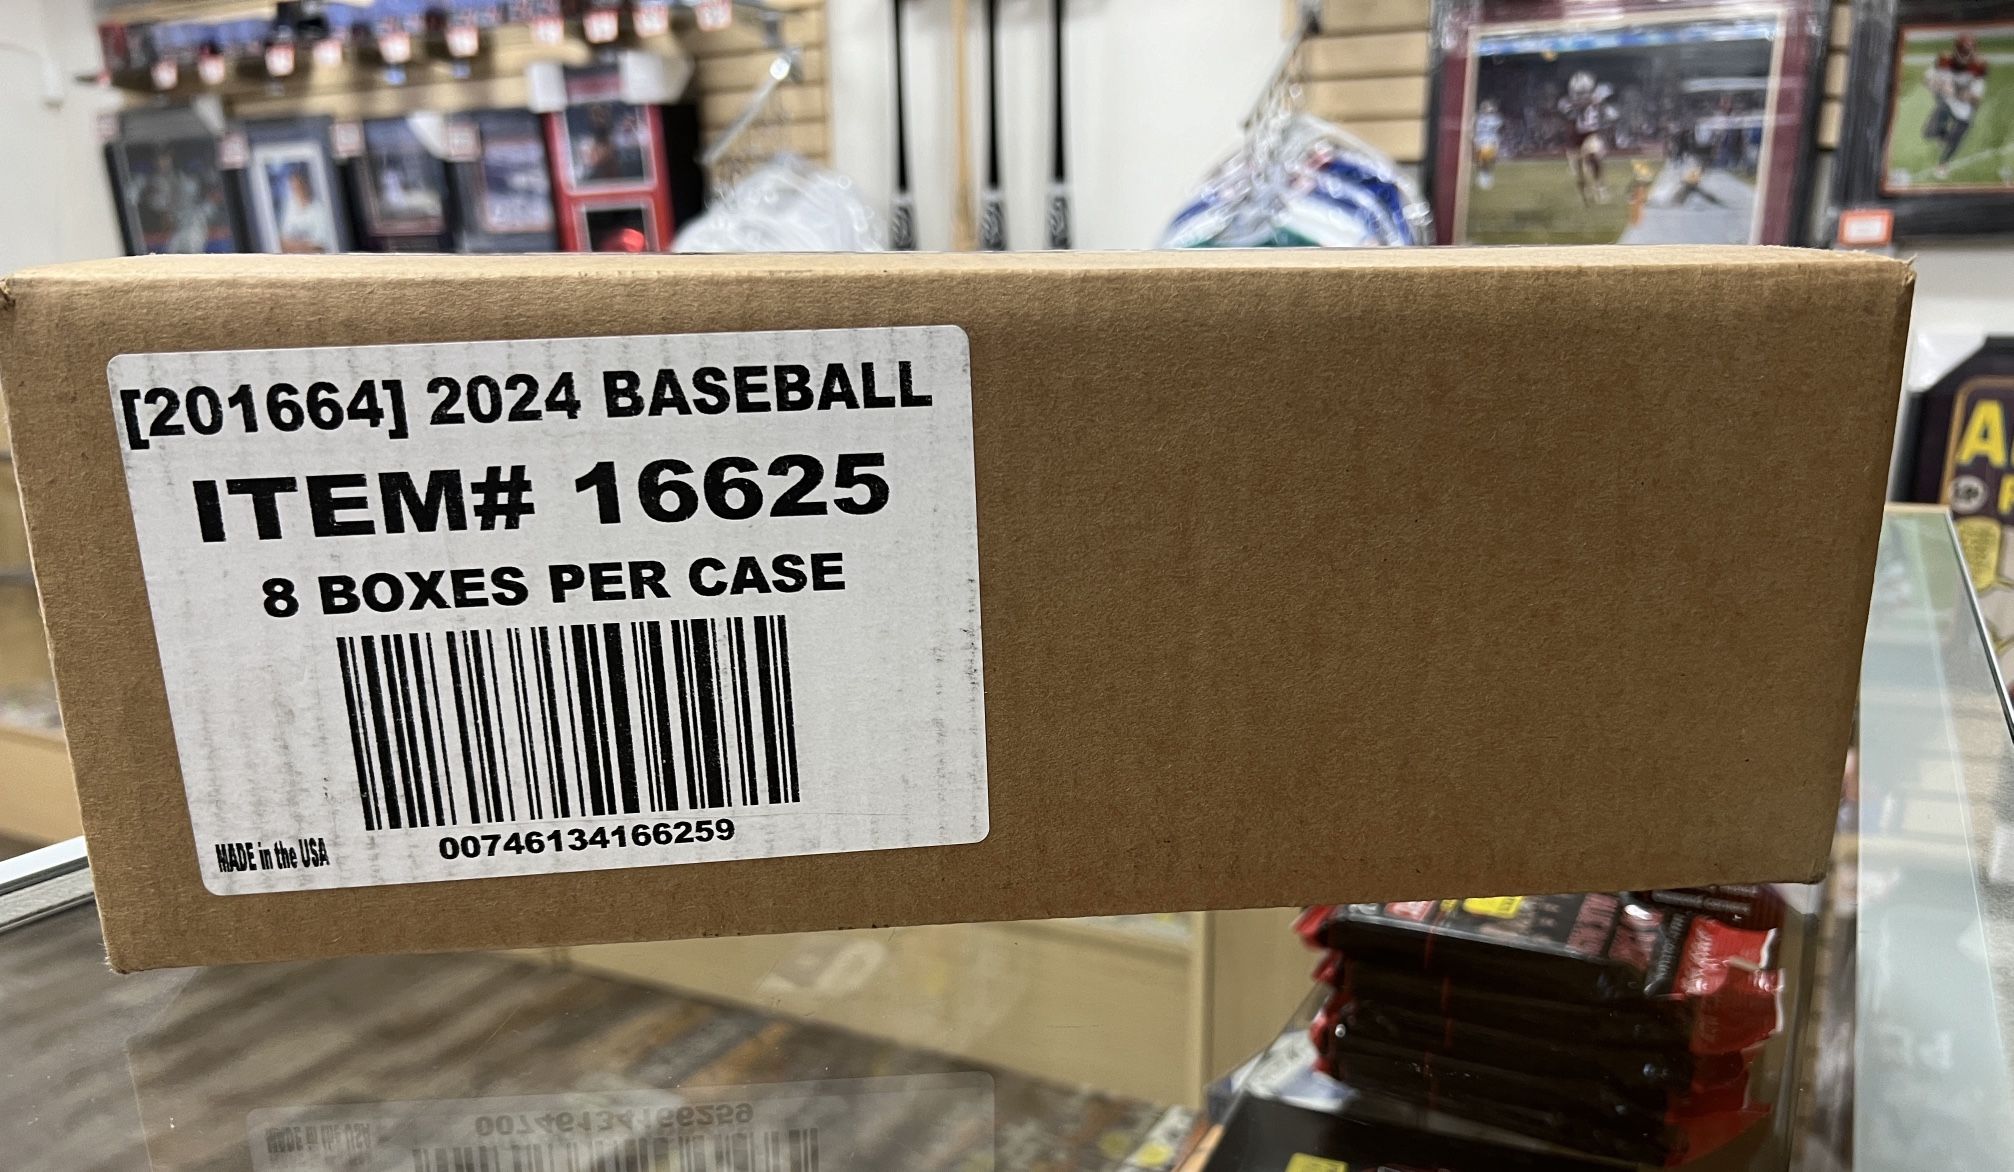 [201664] 2024 BASEBALL
ITEM# 16625
8 BOXES PER CASE
00746134166259
MADE in the USA